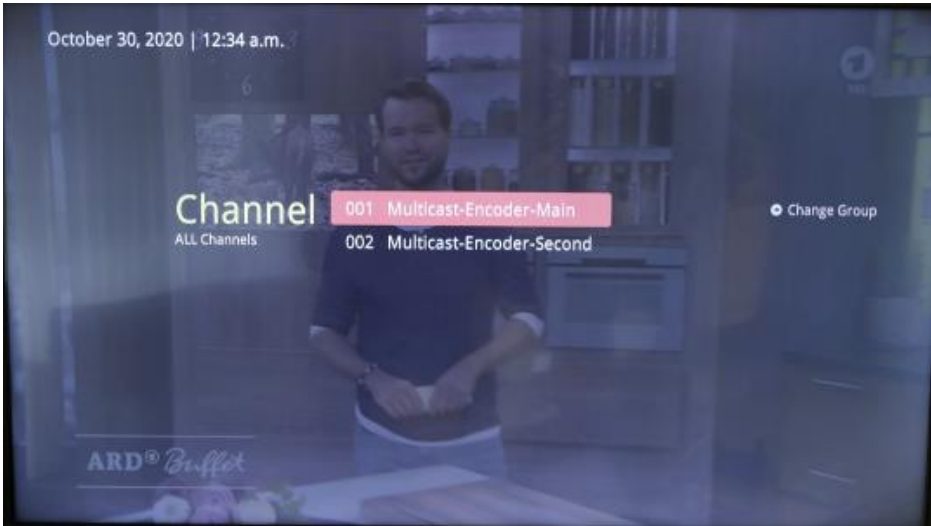 October 30, 2020 | 12:34 a.m.
Channel
ALL Channels
001 Multicast-Encoder-Main
002 Multicast-Encoder-Second
Change Group
ARD Buffet